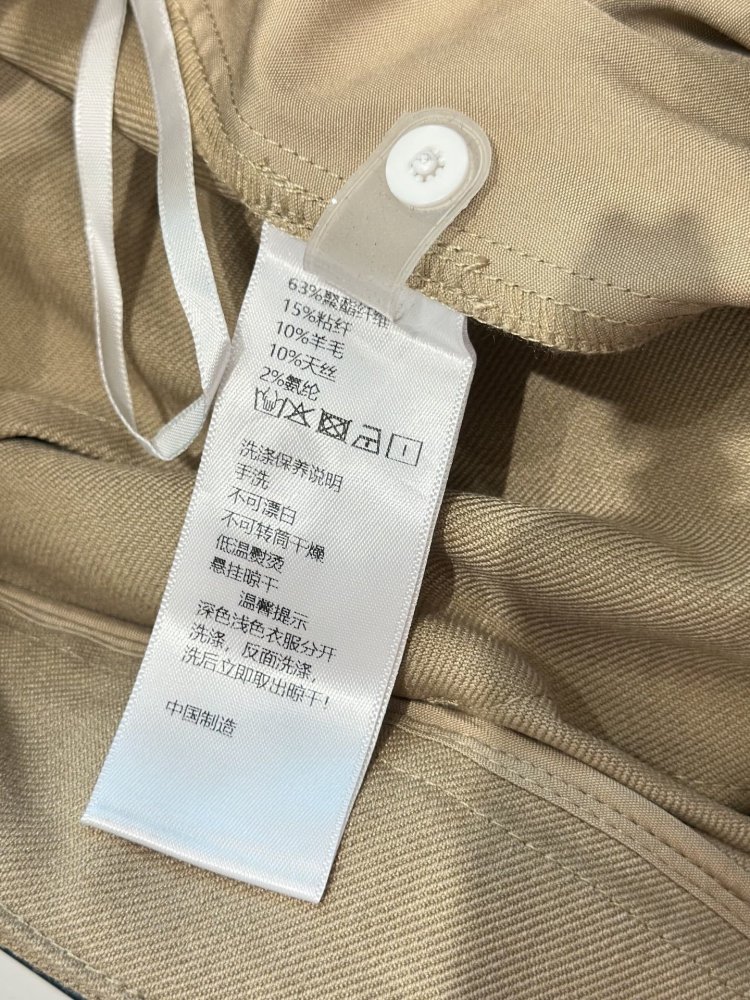 63%聚酯纤维
15%粘纤
10%羊毛
10%天丝
2%氨纶
洗涤保养说明
手洗
不可漂白
不可转筒干燥
低温熨烫
悬挂晾干
温馨提示
深色浅色衣服分开
洗涤，反面洗涤，
洗后立即取出晾干！
中国制造